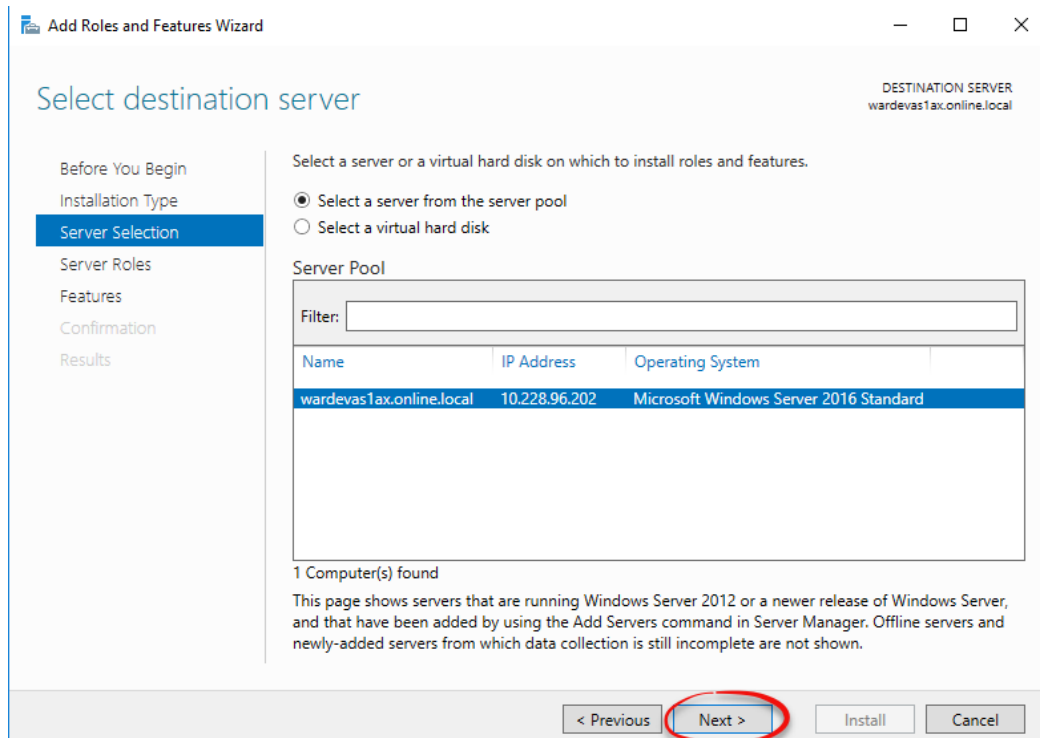 Add Roles and Features Wizard
Select destination server
DESTINATION SERVER
wardevas1ax.online.local
Before You Begin
Installation Type
Server Selection
Server Roles
Features
Confirmation
Results
Select a server or a virtual hard disk on which to install roles and features.
Select a server from the server pool
Select a virtual hard disk
Server Pool
Filter:
Name IP Address Operating System
wardevas1ax.online.local 10.228.96.202 Microsoft Windows Server 2016 Standard
1 Computer(s) found
This page shows servers that are running Windows Server 2012 or a newer release of Windows Server,
and that have been added by using the Add Servers command in Server Manager. Offline servers and
newly-added servers from which data collection is still incomplete are not shown.
< Previous Next > Install Cancel